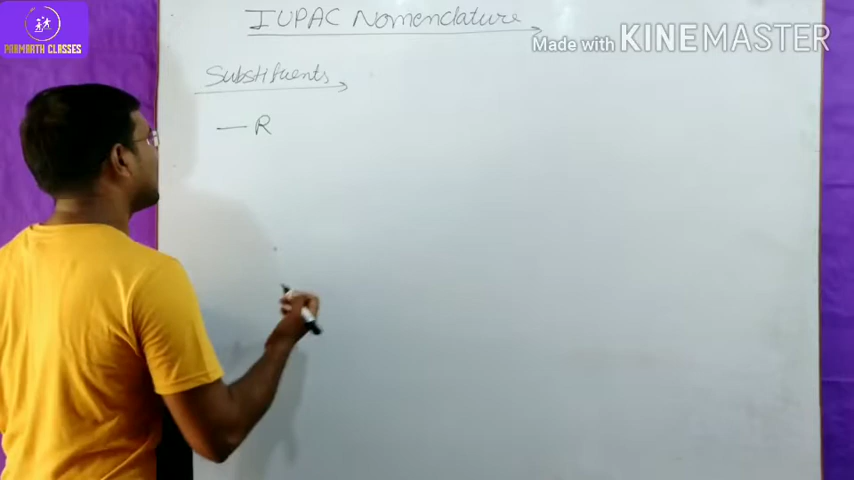 IUPAC Nomenclature
Made with KINEMASTER
Substituents
— R
PARMARTH CLASSES